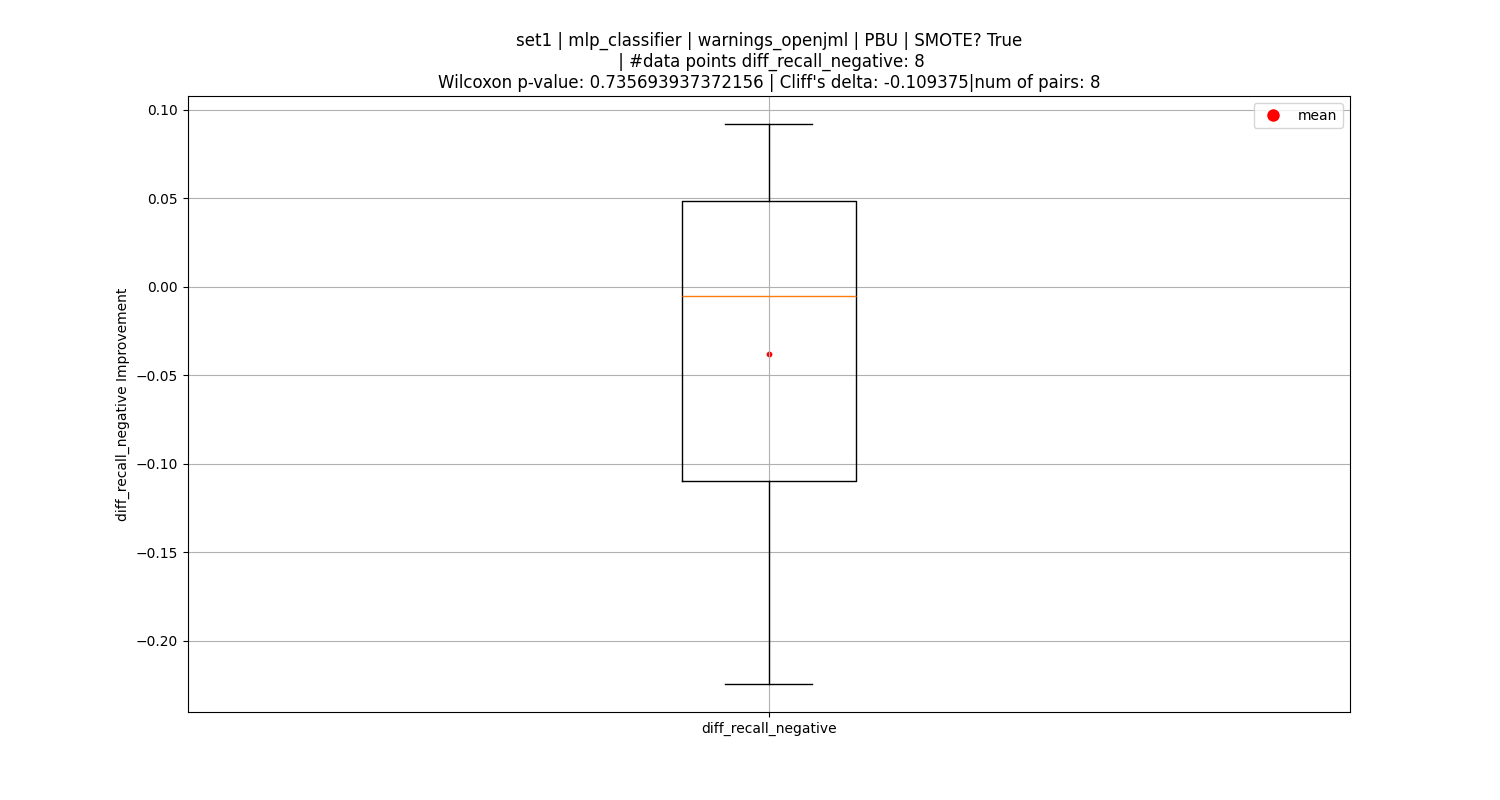 set1 | mlp_classifier | warnings_openjml | PBU | SMOTE? True
| #data points diff_recall_negative: 8
Wilcoxon p-value: 0.735693937372156 | Cliff's delta: -0.109375|num of pairs: 8
mean
0.10
0.05
0.00
−0.05
−0.10
−0.15
−0.20
diff_recall_negative Improvement
diff_recall_negative